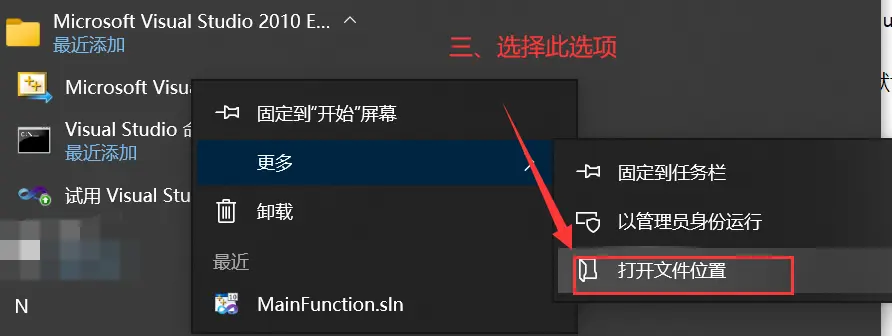 Microsoft Visual Studio 2010 E...
最近添加
三、选择此选项
Microsoft Visu
固定到“开始”屏幕
Visual Studio 命
最近添加
更多
固定到任务栏
试用 Visual Stud
卸载
以管理员身份运行
最近
打开文件位置
N
MainFunction.sln